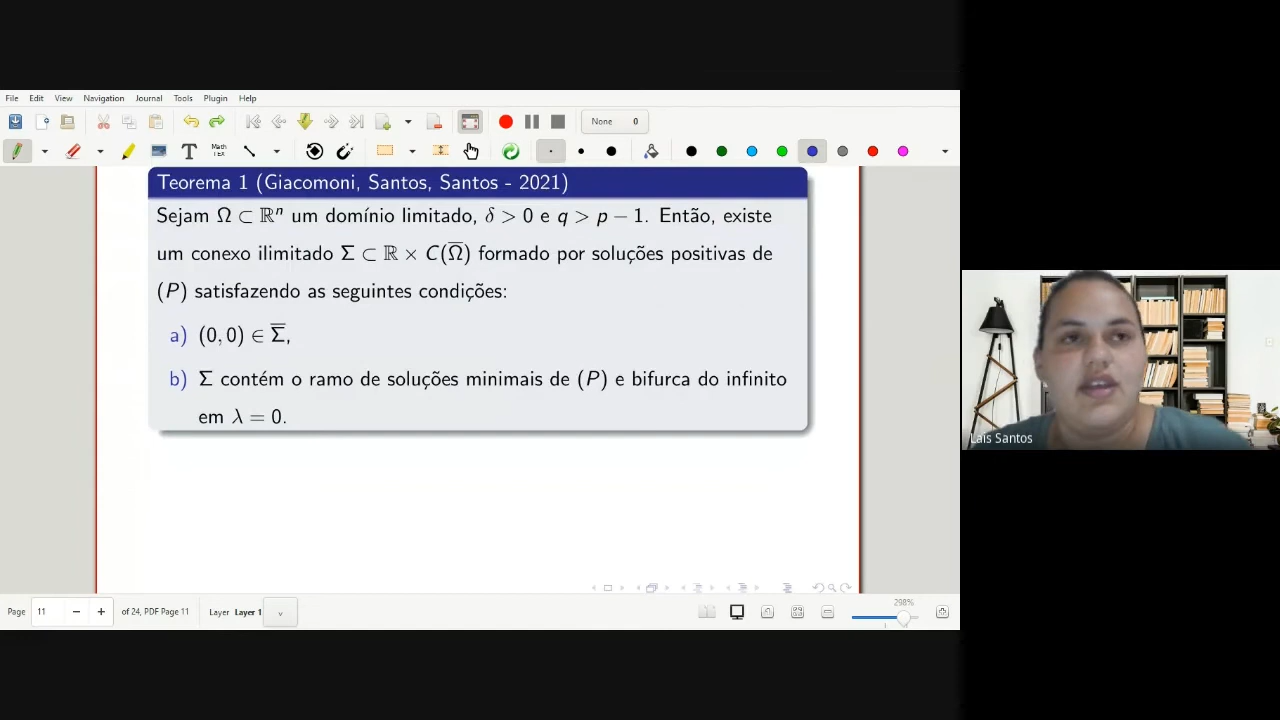 File Edit View Navigation Journal Tools Plugin Help
None 0
T Math TEX
Teorema 1 (Giacomoni, Santos, Santos - 2021)
Sejam Ω ⊂ ℝⁿ um domínio limitado, δ > 0 e q > p − 1. Então, existe
um conexo ilimitado Σ ⊂ ℝ × C(Ω̅) formado por soluções positivas de
(P) satisfazendo as seguintes condições:
a) (0, 0) ∈ Σ̅,
b) Σ contém o ramo de soluções minimais de (P) e bifurca do infinito
em λ = 0.
Laís Santos
Page 11 of 24, PDF Page 11 Layer Layer 1 298%